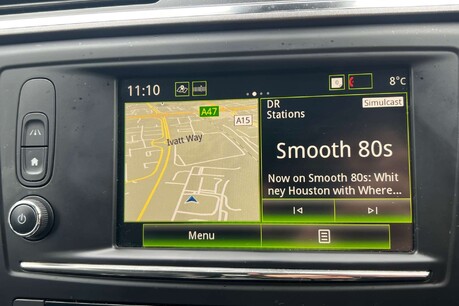 11:10
8°c
A47
A15
Ivatt Way
DR
Stations
Simulcast
Smooth 80s
Now on Smooth 80s: Whit
ney Houston with Where...
Menu